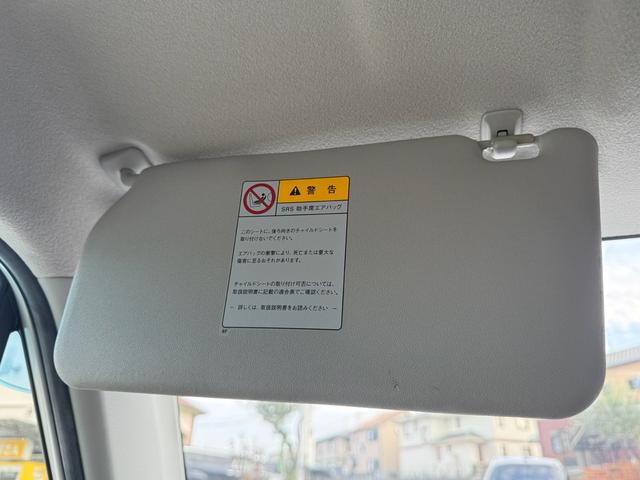 警告
SRS 助手席エアバッグ
このシートに、後ろ向きのチャイルドシートを
取り付けないでください。
エアバッグの衝撃により、死亡または重大な
傷害に至るおそれがあります。
チャイルドシートの取り付け可否については、
取扱説明書に記載の適合表でご確認ください。
− 詳しくは、取扱説明書をお読みください −